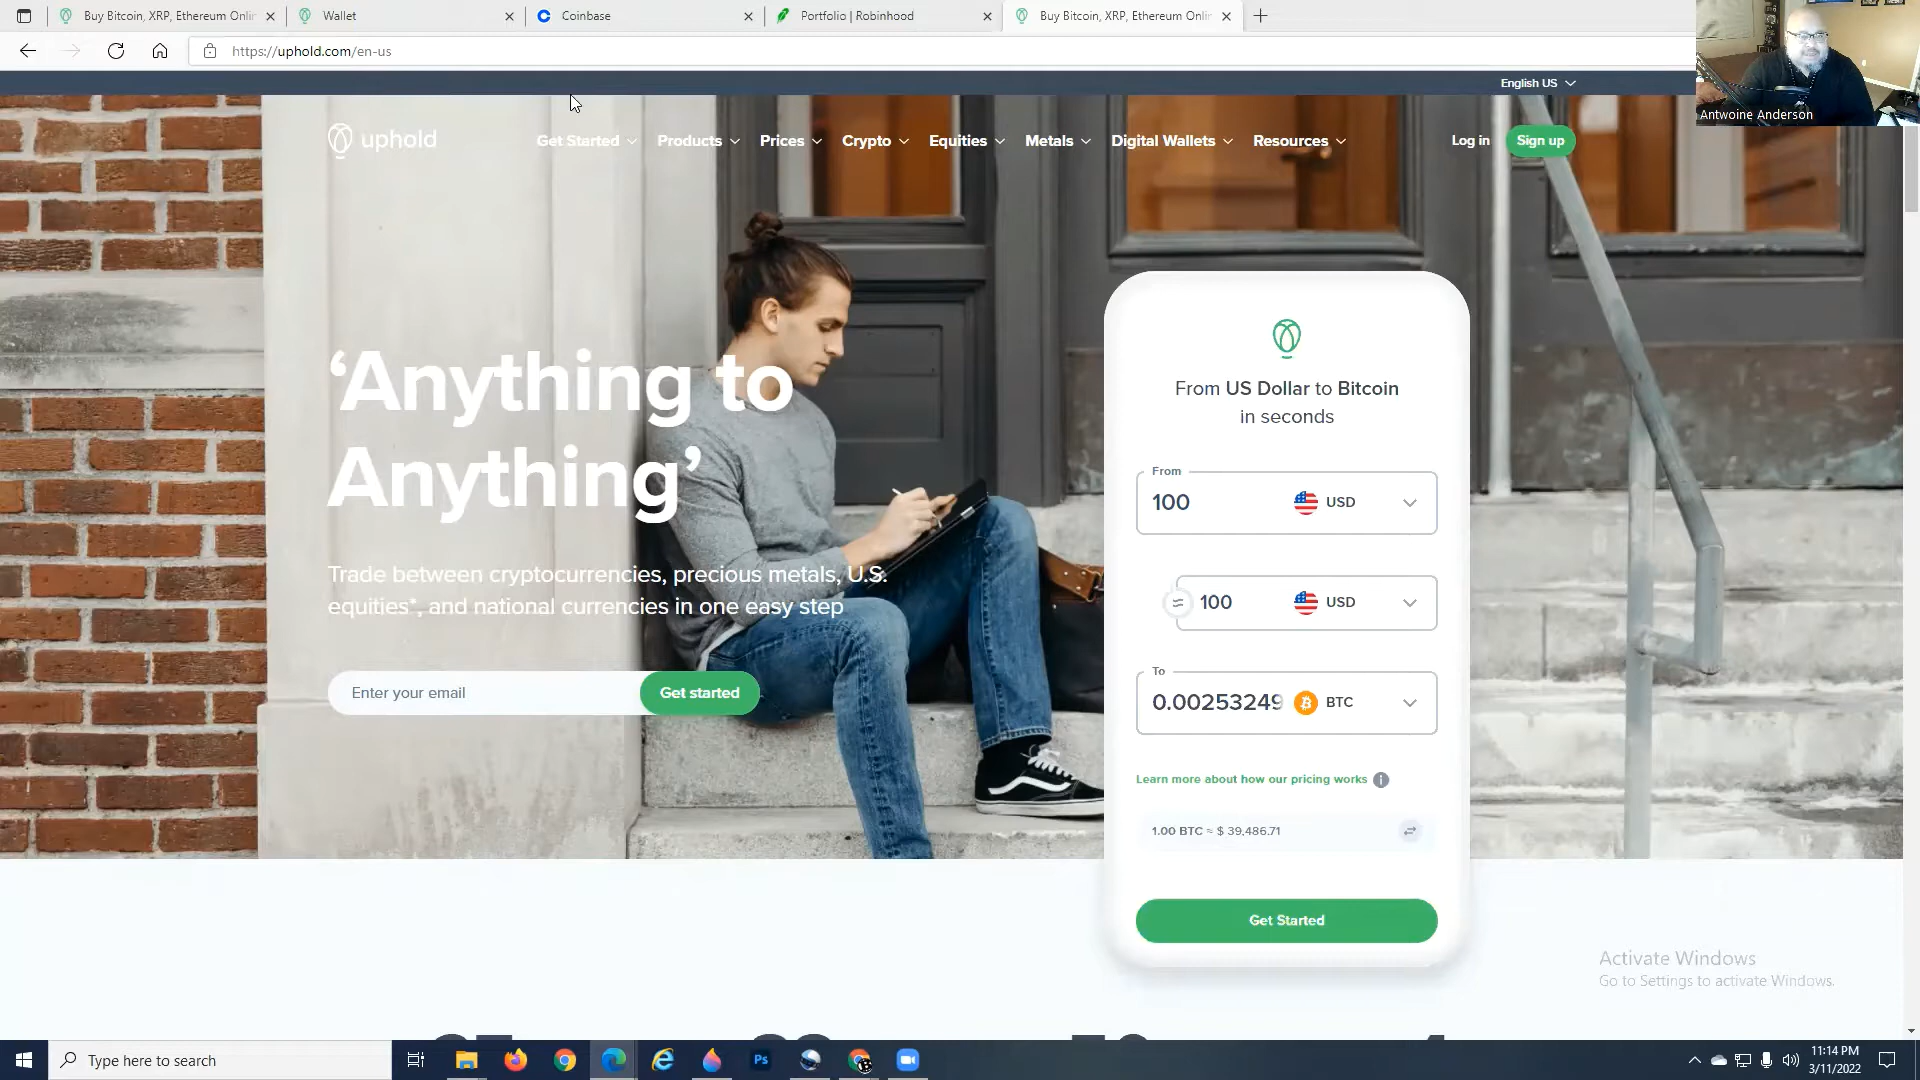 Buy Bitcoin, XRP, Ethereum Onli
Wallet
Coinbase
Portfolio | Robinhood
Buy Bitcoin, XRP, Ethereum Onli
https://uphold.com/en-us
English US
Antwoine Anderson
uphold
Get Started
Products
Prices
Crypto
Equities
Metals
Digital Wallets
Resources
Log in
Sign up
‘Anything to
Anything’
Trade between cryptocurrencies, precious metals, U.S.
equities*, and national currencies in one easy step
Enter your email
Get started
From US Dollar to Bitcoin
in seconds
From
100
USD
≈
100
USD
To
0.00253249
BTC
Learn more about how our pricing works
1.00 BTC ≈ $ 39,486.71
Get Started
Activate Windows
Go to Settings to activate Windows.
Type here to search
Ps
11:14 PM
3/11/2022